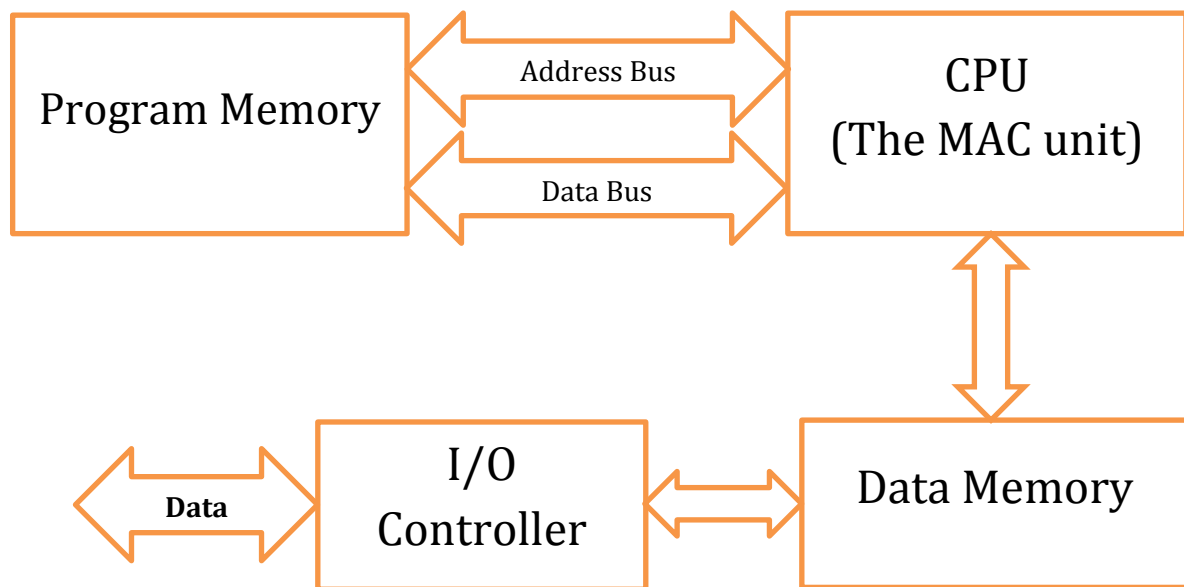 Program Memory
Address Bus
Data Bus
CPU
(The MAC unit)
Data
I/O
Controller
Data Memory